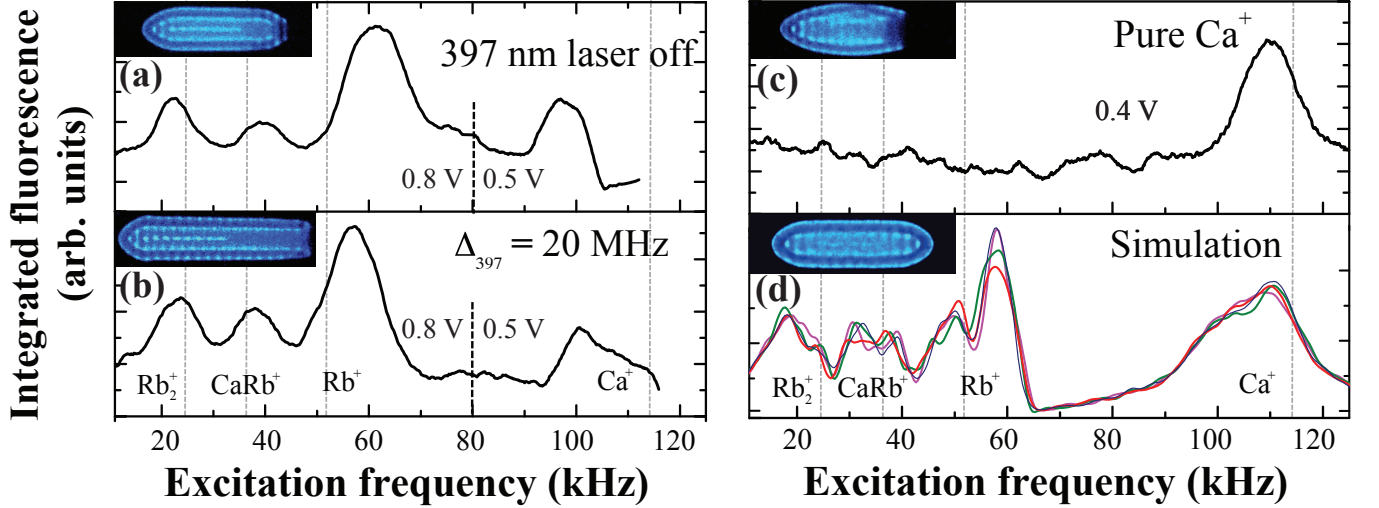 Integrated fluorescence
(arb. units)
(a)
397 nm laser off
0.8 V
0.5 V
(b)
Δ₃₉₇ = 20 MHz
0.8 V
0.5 V
Rb₂⁺
CaRb⁺
Rb⁺
Ca⁺
20 40 60 80 100 120
Excitation frequency (kHz)
(c)
Pure Ca⁺
0.4 V
(d)
Simulation
Rb₂⁺
CaRb⁺
Rb⁺
Ca⁺
20 40 60 80 100 120
Excitation frequency (kHz)